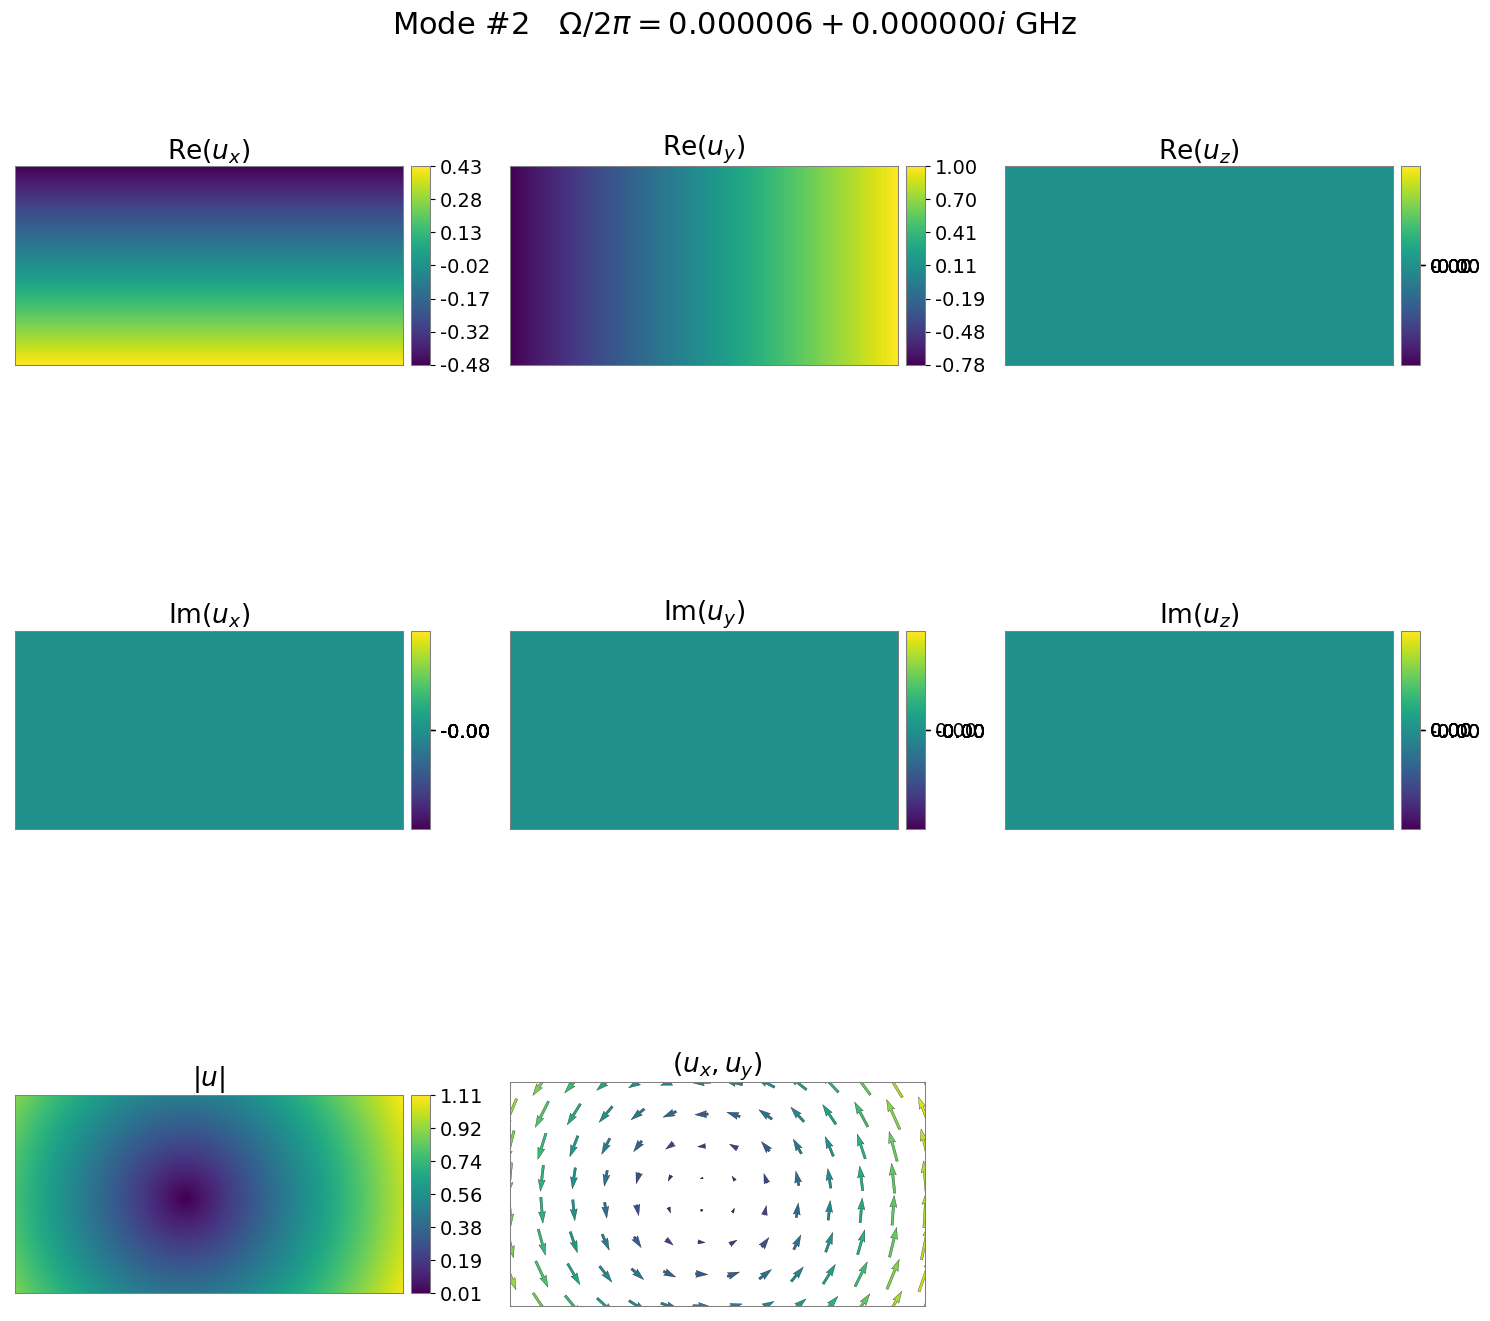 Mode #2 Ω/2π = 0.000006 + 0.000000i GHz
Re(u_x)
0.43
0.28
0.13
-0.02
-0.17
-0.32
-0.48
Re(u_y)
1.00
0.70
0.41
0.11
-0.19
-0.48
-0.78
Re(u_z)
Im(u_x)
-0.00
Im(u_y)
Im(u_z)
|u|
1.11
0.92
0.74
0.56
0.38
0.19
0.01
(u_x, u_y)